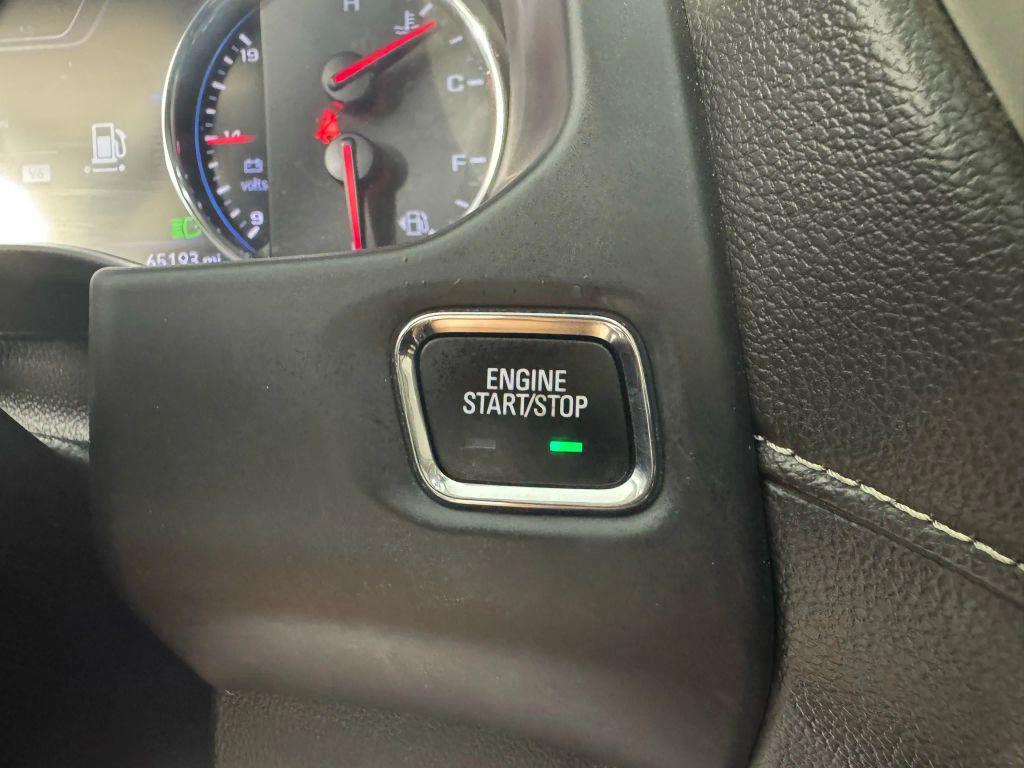 H
19
14
C
V6
volts
F
9
65193 mi
ENGINE
START/STOP